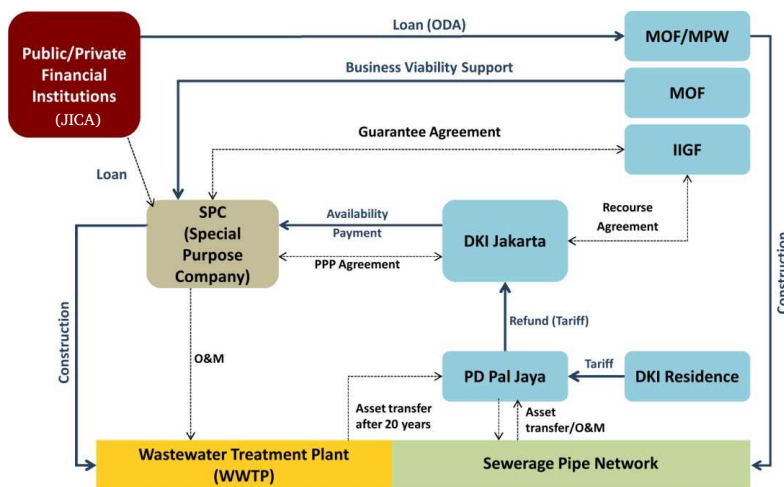 Loan (ODA)
Public/Private
Financial
Institutions
(JICA)
MOF/MPW
Business Viability Support
MOF
Guarantee Agreement
IIGF
Loan
SPC
(Special
Purpose
Company)
Availability
Payment
DKI Jakarta
Recourse
Agreement
PPP Agreement
Construction
Construction
Refund (Tariff)
O&M
PD Pal Jaya
Tariff
DKI Residence
Asset transfer
after 20 years
Asset
transfer/O&M
Wastewater Treatment Plant
(WWTP)
Sewerage Pipe Network